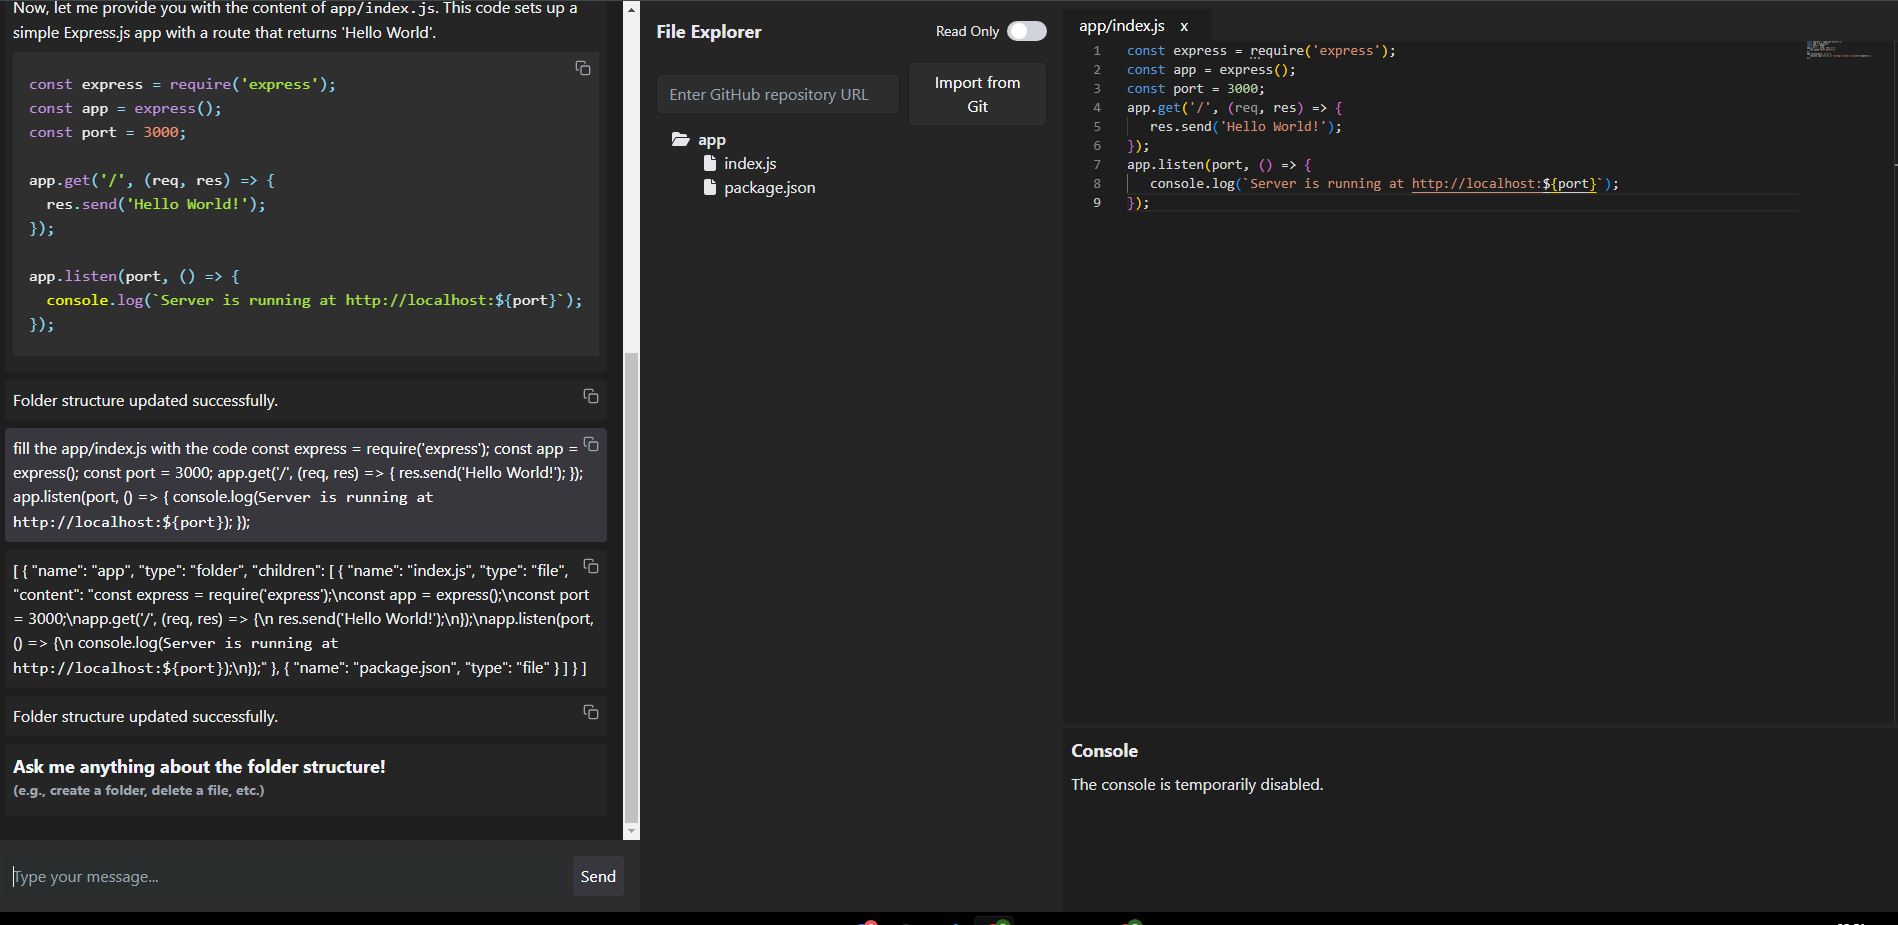 Now, let me provide you with the content of app/index.js. This code sets up a
simple Express.js app with a route that returns 'Hello World'.
const express = require('express');
const app = express();
const port = 3000;
app.get('/', (req, res) => {
  res.send('Hello World!');
});
app.listen(port, () => {
  console.log(`Server is running at http://localhost:${port}`);
});
Folder structure updated successfully.
fill the app/index.js with the code const express = require('express'); const app =
express(); const port = 3000; app.get('/', (req, res) => { res.send('Hello World!'); });
app.listen(port, () => { console.log(Server is running at
http://localhost:${port}); });
[ { "name": "app", "type": "folder", "children": [ { "name": "index.js", "type": "file",
"content": "const express = require('express');\nconst app = express();\nconst port
= 3000;\napp.get('/', (req, res) => {\n res.send('Hello World!');\n});\napp.listen(port,
() => {\n console.log(Server is running at
http://localhost:${port});\n});" }, { "name": "package.json", "type": "file" } ] } ]
Folder structure updated successfully.
Ask me anything about the folder structure!
(e.g., create a folder, delete a file, etc.)
Type your message...
Send
File Explorer
Read Only
Enter GitHub repository URL
Import from
Git
app
index.js
package.json
app/index.js x
1 const express = require('express');
2 const app = express();
3 const port = 3000;
4 app.get('/', (req, res) => {
5 res.send('Hello World!');
6 });
7 app.listen(port, () => {
8 console.log(`Server is running at http://localhost:${port}`);
9 });
Console
The console is temporarily disabled.